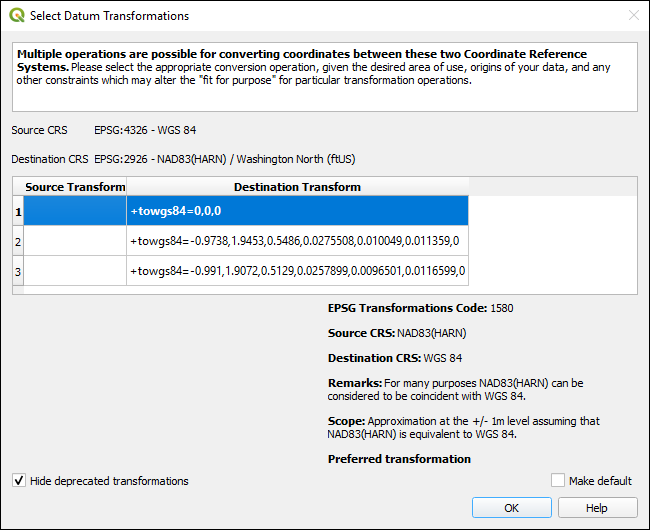 Select Datum Transformations
Multiple operations are possible for converting coordinates between these two Coordinate Reference
Systems. Please select the appropriate conversion operation, given the desired area of use, origins of your data, and any
other constraints which may alter the "fit for purpose" for particular transformation operations.
Source CRS EPSG:4326 - WGS 84
Destination CRS EPSG:2926 - NAD83(HARN) / Washington North (ftUS)
Source Transform Destination Transform
1 +towgs84=0,0,0
2 +towgs84=-0.9738,1.9453,0.5486,0.0275508,0.010049,0.011359,0
3 +towgs84=-0.991,1.9072,0.5129,0.0257899,0.0096501,0.0116599,0
EPSG Transformations Code: 1580
Source CRS: NAD83(HARN)
Destination CRS: WGS 84
Remarks: For many purposes NAD83(HARN) can be
considered to be coincident with WGS 84.
Scope: Approximation at the +/- 1m level assuming that
NAD83(HARN) is equivalent to WGS 84.
Preferred transformation
Hide deprecated transformations Make default
OK Help